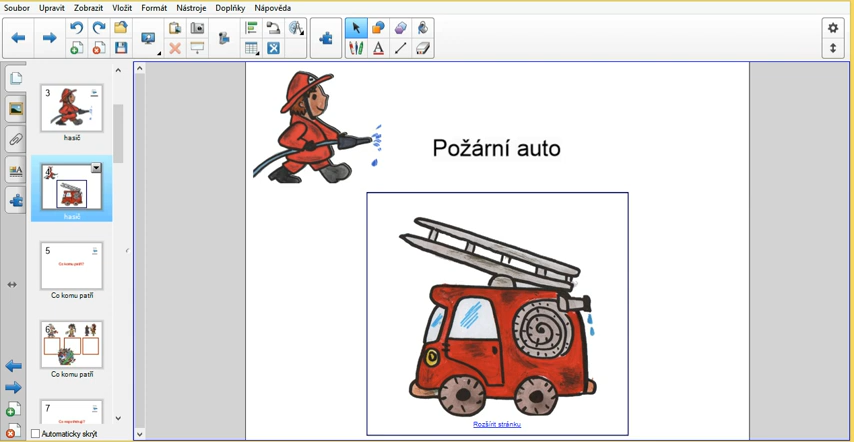 Soubor Upravit Zobrazit Vložit Formát Nástroje Doplňky Nápověda
3
hasič
4
hasič
5
Co komu patří?
Co komu patří
6
Co komu patří
7
Automaticky skrýt
Požární auto
Rozšířit stránku